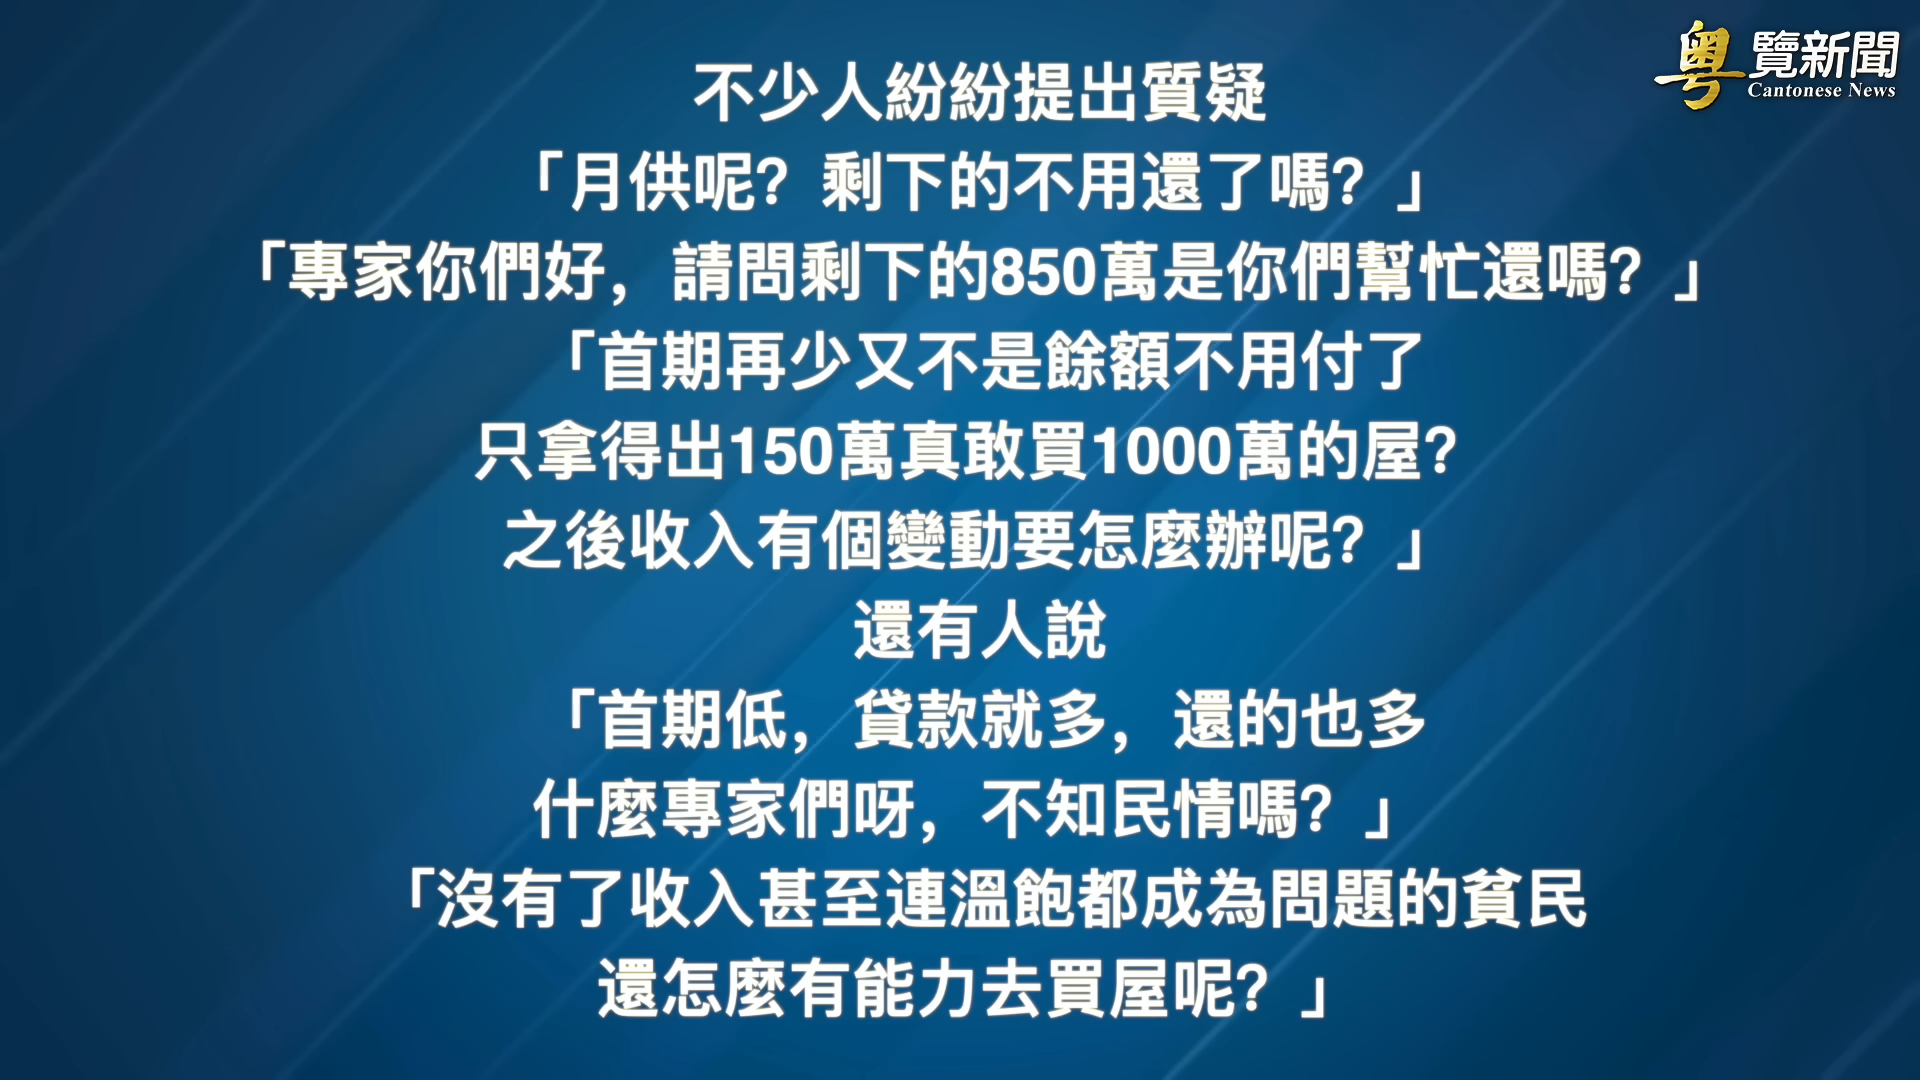 粵覽新聞
Cantonese News
不少人紛紛提出質疑
「月供呢？剩下的不用還了嗎？」
「專家你們好，請問剩下的850萬是你們幫忙還嗎？」
「首期再少又不是餘額不用付了
只拿得出150萬真敢買1000萬的屋？
之後收入有個變動要怎麼辦呢？」
還有人說
「首期低，貸款就多，還的也多
什麼專家們呀，不知民情嗎？」
「沒有了收入甚至連溫飽都成為問題的貧民
還怎麼有能力去買屋呢？」